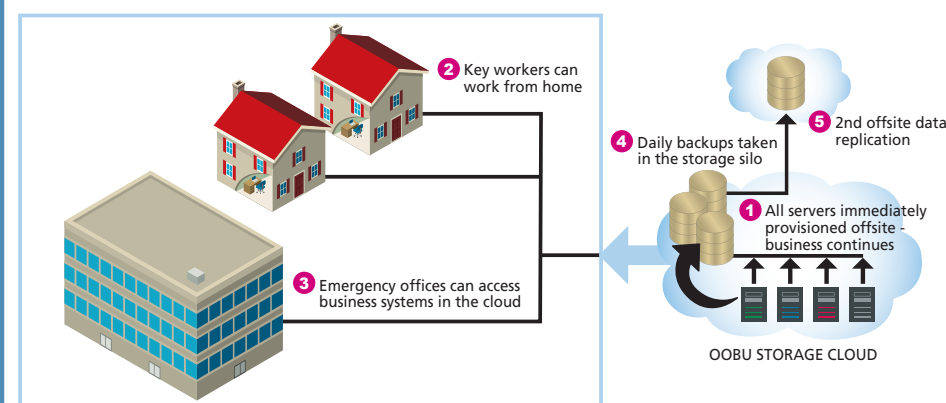 2 Key workers can
work from home
5 2nd offsite data
replication
4 Daily backups taken
in the storage silo
1 All servers immediately
provisioned offsite -
business continues
3 Emergency offices can access
business systems in the cloud
OOBU STORAGE CLOUD